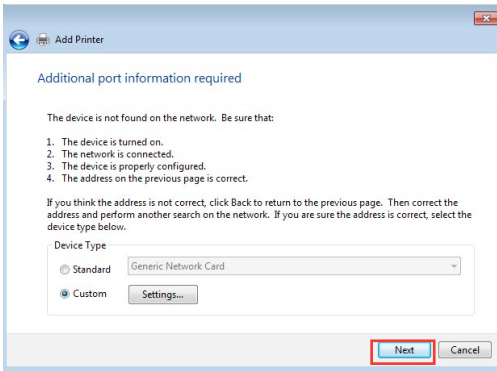 Add Printer
Additional port information required
The device is not found on the network. Be sure that:
1. The device is turned on.
2. The network is connected.
3. The device is properly configured.
4. The address on the previous page is correct.
If you think the address is not correct, click Back to return to the previous page. Then correct the
address and perform another search on the network. If you are sure the address is correct, select the
device type below.
Device Type
Standard
Generic Network Card
Custom
Settings...
Next
Cancel